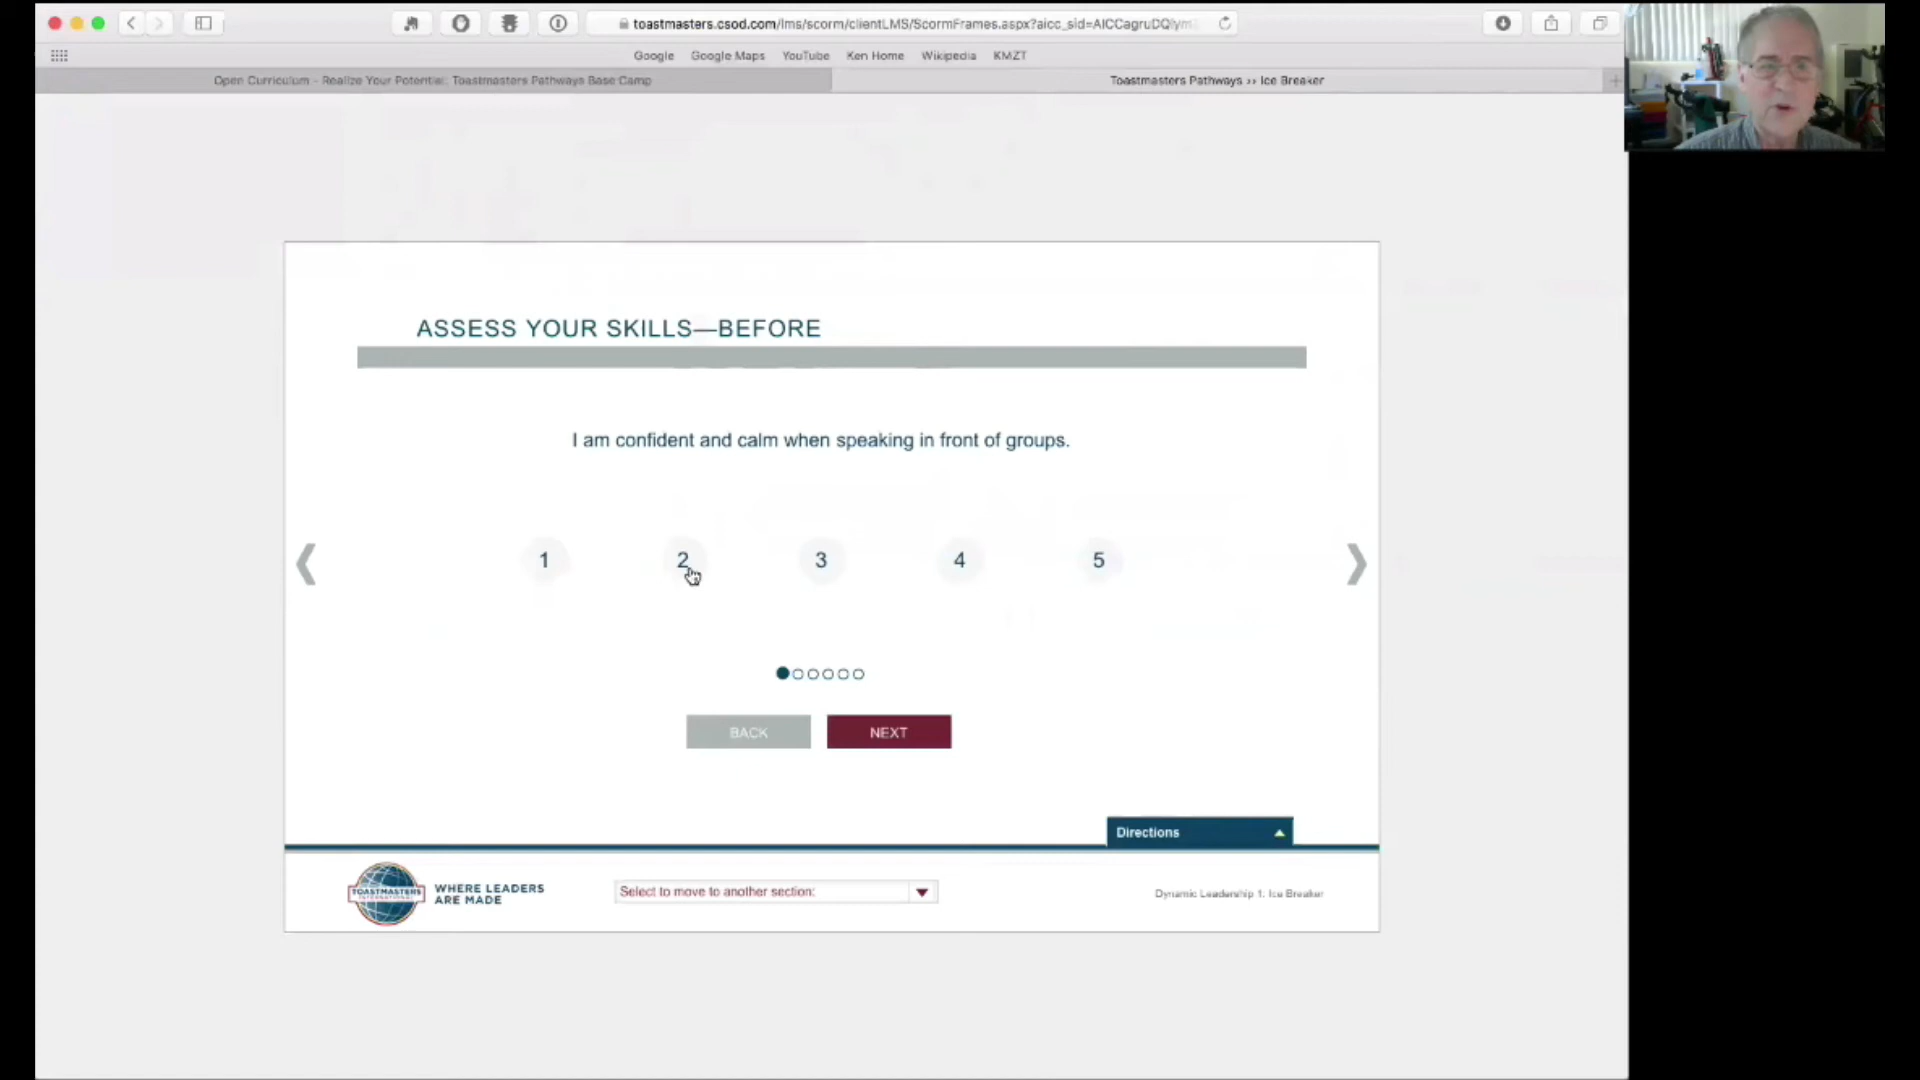 toastmasters.csod.com/lms/scorm/clientLMS/ScormFrames.aspx?aicc_sid=AICCagruDQ
Google Google Maps YouTube Ken Home Wikipedia KMZT
Open Curriculum - Realize Your Potential: Toastmasters Pathways Base Camp
Toastmasters Pathways >> Ice Breaker
ASSESS YOUR SKILLS—BEFORE
I am confident and calm when speaking in front of groups.
1 2 3 4 5
BACK NEXT
Directions
TOASTMASTERS
INTERNATIONAL
WHERE LEADERS
ARE MADE
Select to move to another section:
Dynamic Leadership 1: Ice Breaker